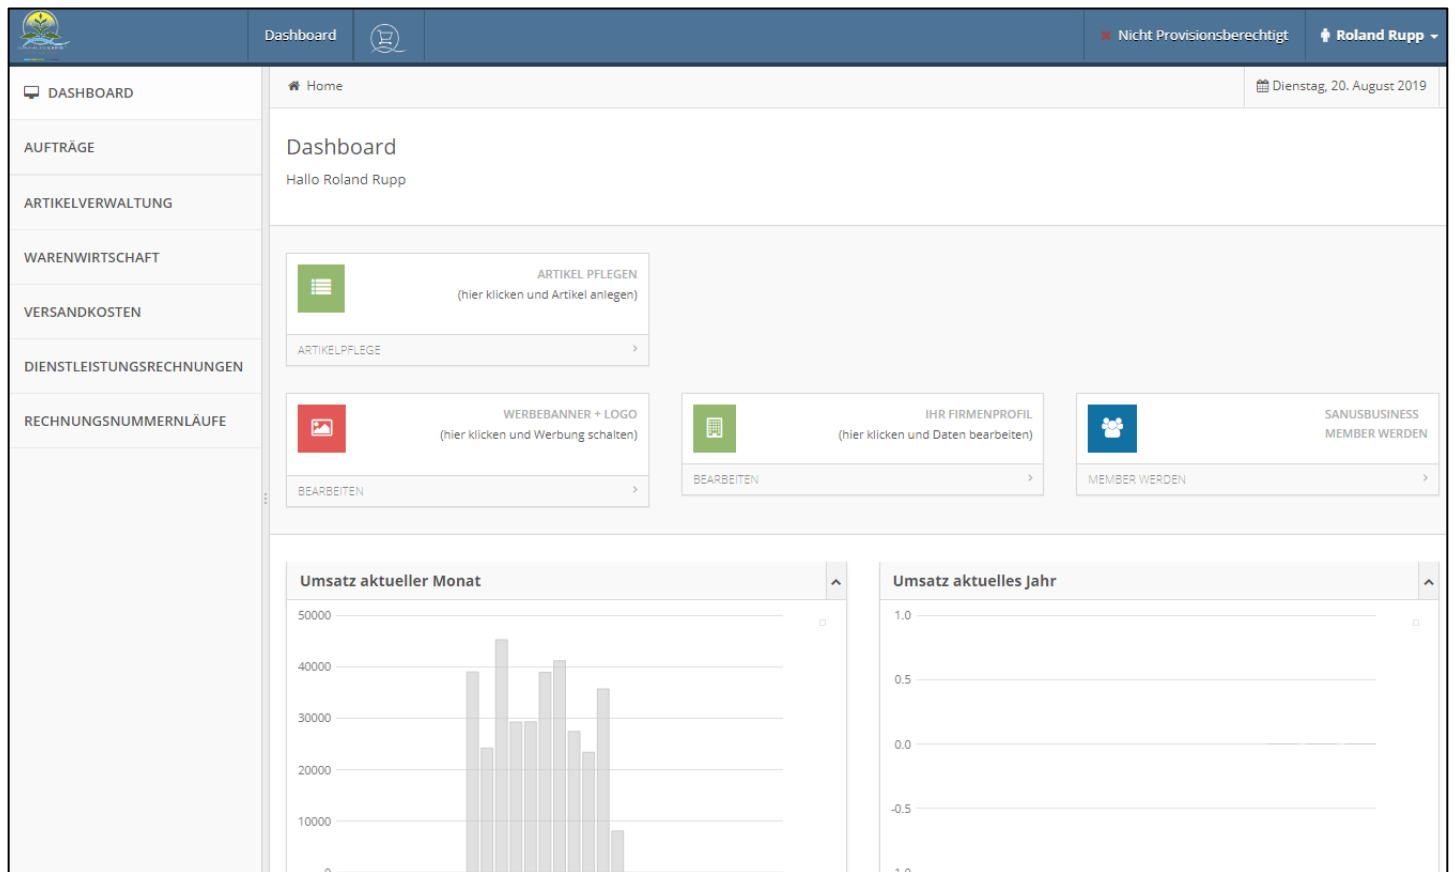 Dashboard
Nicht Provisionsberechtigt
Roland Rupp
DASHBOARD
AUFTRÄGE
ARTIKELVERWALTUNG
WARENWIRTSCHAFT
VERSANDKOSTEN
DIENSTLEISTUNGSRECHNUNGEN
RECHNUNGSNUMMERNLÄUFE
Home
Dienstag, 20. August 2019
Dashboard
Hallo Roland Rupp
ARTIKEL PFLEGEN
(hier klicken und Artikel anlegen)
ARTIKELPFLEGE
WERBEBANNER + LOGO
(hier klicken und Werbung schalten)
BEARBEITEN
IHR FIRMENPROFIL
(hier klicken und Daten bearbeiten)
BEARBEITEN
SANUSBUSINESS
MEMBER WERDEN
MEMBER WERDEN
Umsatz aktueller Monat
50000
40000
30000
20000
10000
0
Umsatz aktuelles Jahr
1.0
0.5
0.0
-0.5
-1.0